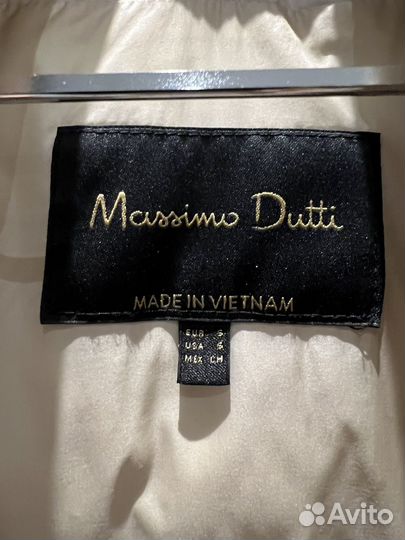 Massimo Dutti
MADE IN VIETNAM
EUR S
USA S
MEX CH
Avito